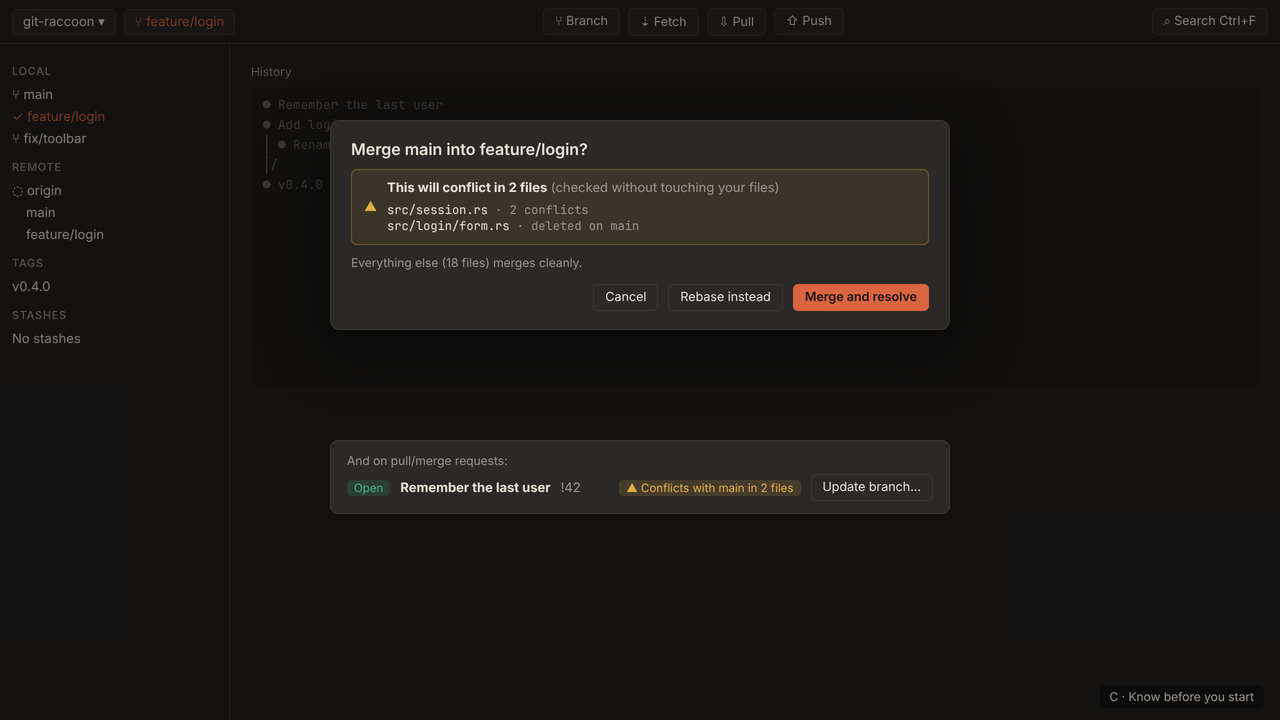 git-raccoon ▾
feature/login
Branch
⇣ Fetch
⇩ Pull
⇧ Push
Search Ctrl+F
LOCAL
main
✓ feature/login
fix/toolbar
REMOTE
origin
main
feature/login
TAGS
v0.4.0
STASHES
No stashes
History
● Remember the last user
● Add logi
│ ● Renam
│/
● v0.4.0
Merge main into feature/login?
This will conflict in 2 files (checked without touching your files)
▲
src/session.rs · 2 conflicts
src/login/form.rs · deleted on main
Everything else (18 files) merges cleanly.
Cancel
Rebase instead
Merge and resolve
And on pull/merge requests:
Open Remember the last user !42 ▲ Conflicts with main in 2 files Update branch…
C · Know before you start